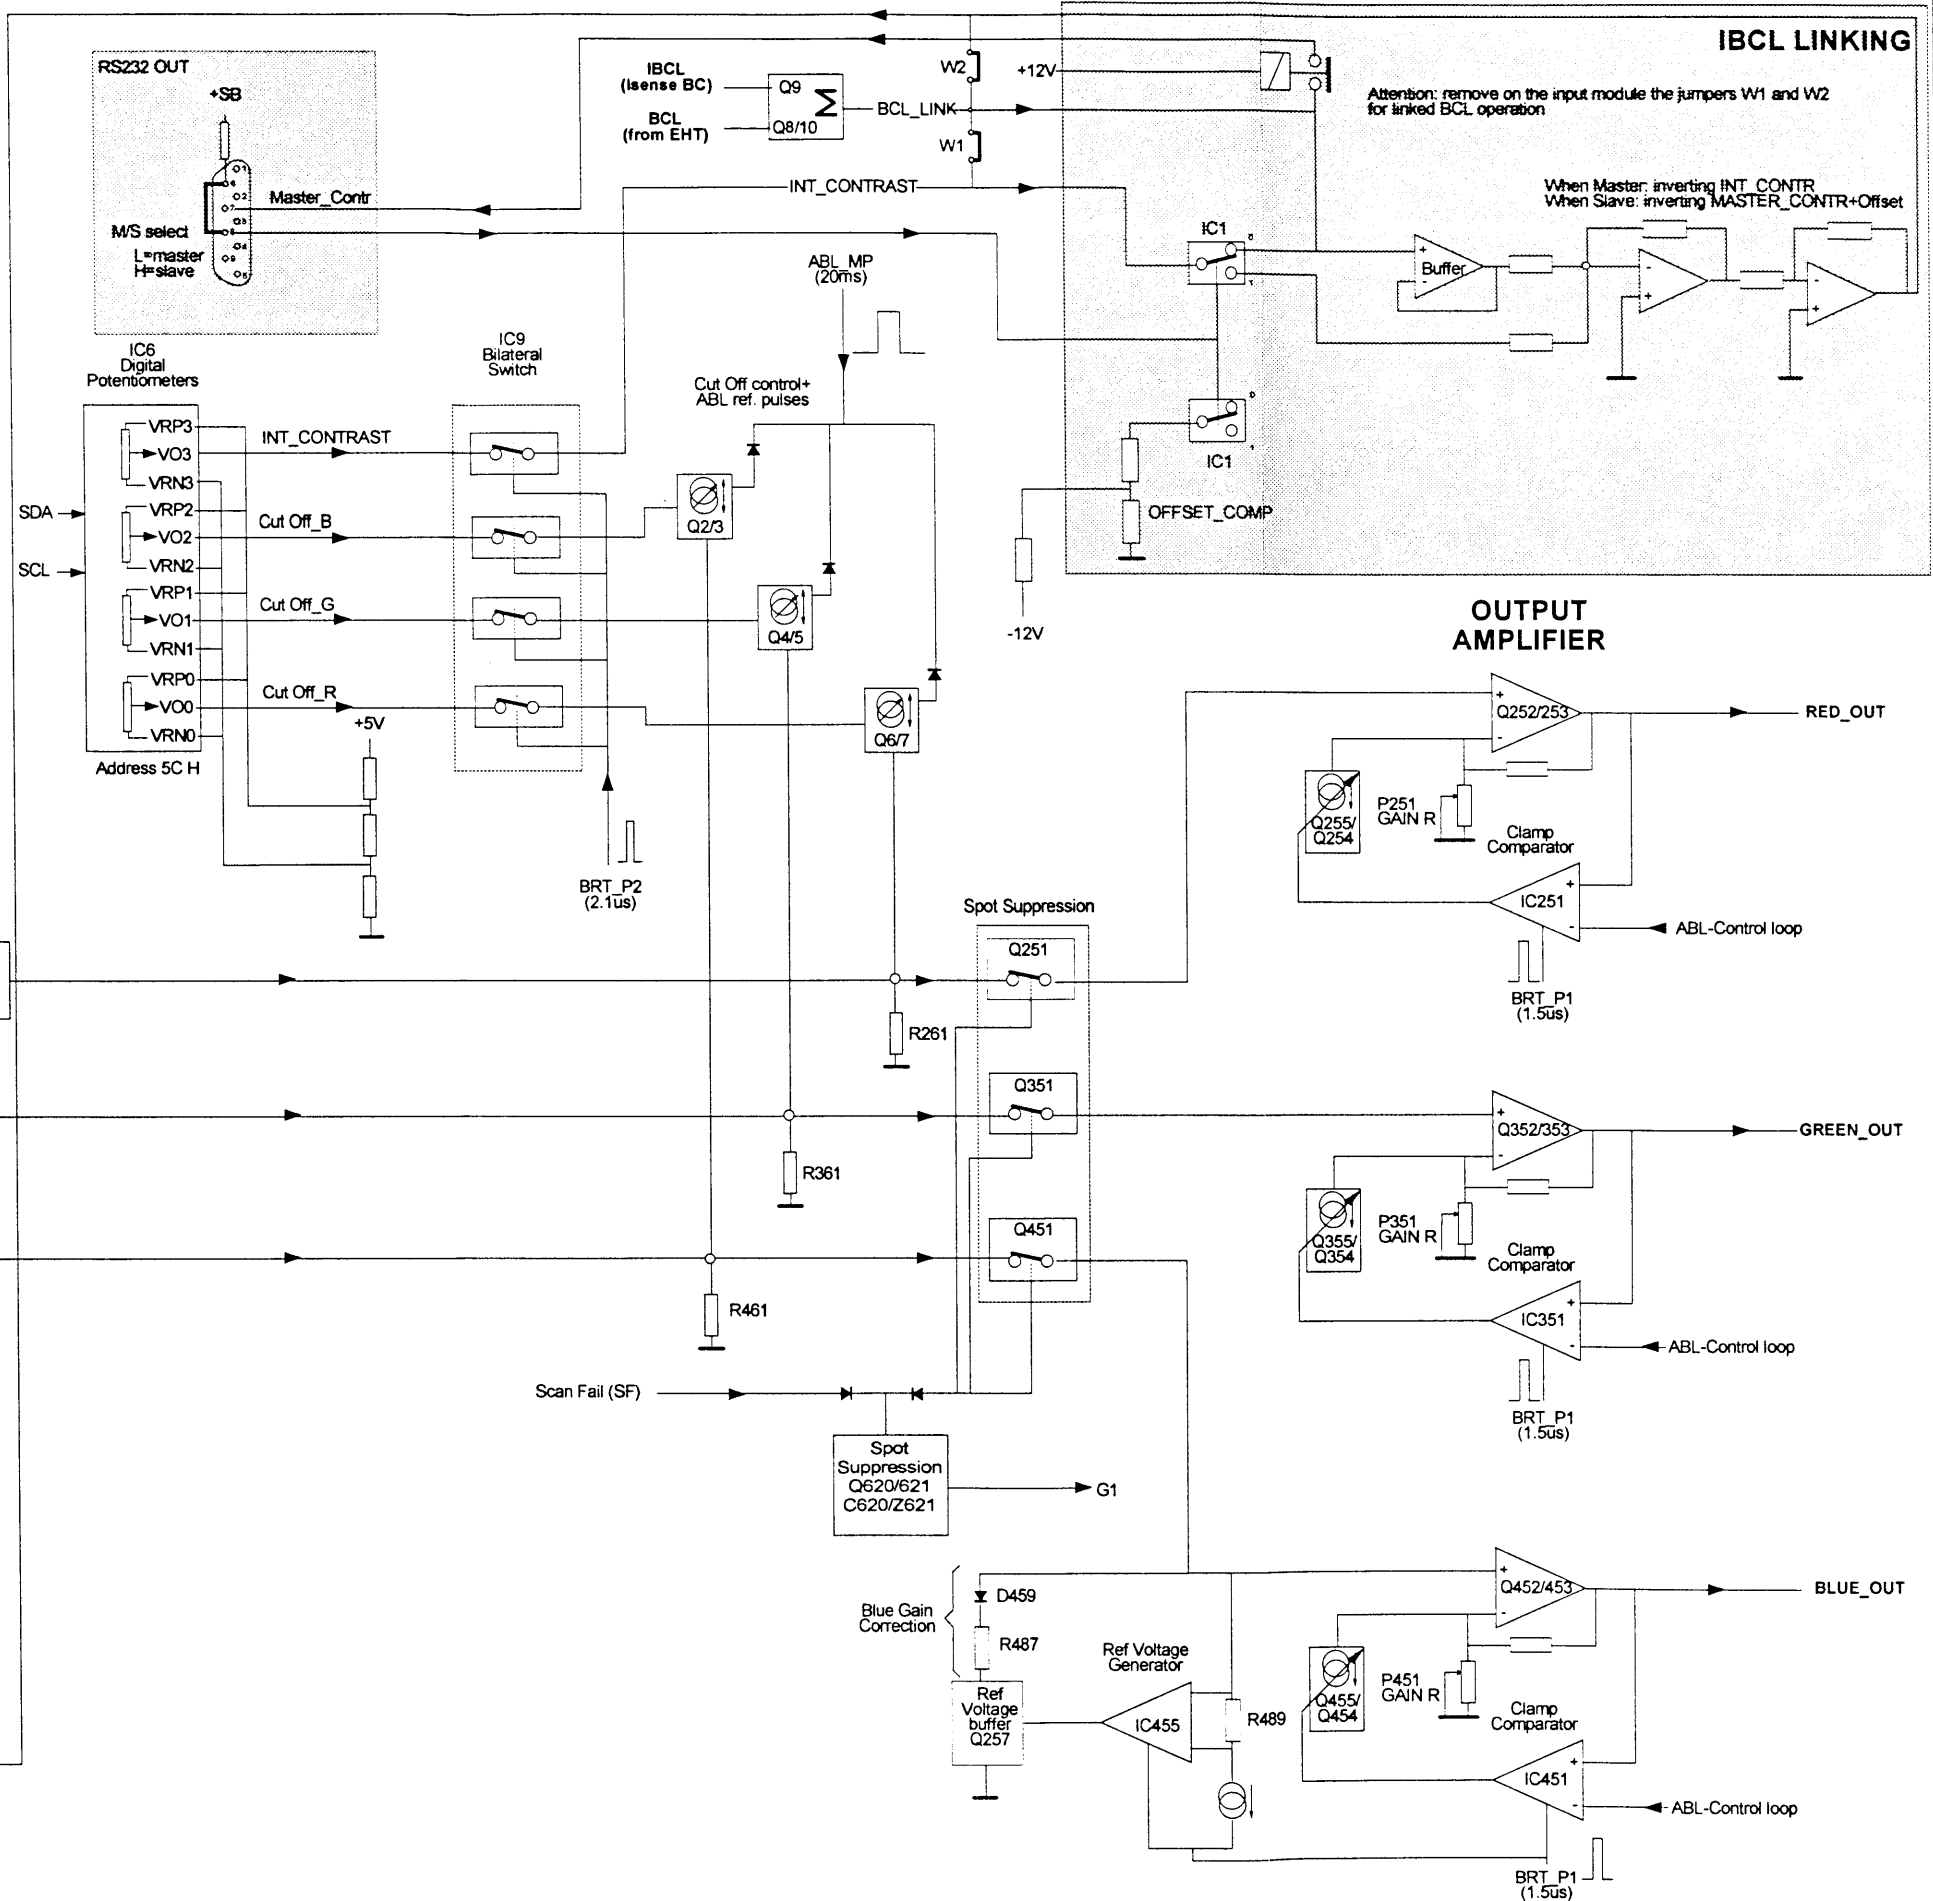 IBCL LINKING
RS232 OUT
+SB
Master_Contr
M/S select
L=master
H=slave
IBCL
(Isense BC)
BCL
(from EHT)
Q9
Σ
Q8/10
BCL_LINK
W2
W1
+12V
INT_CONTRAST
Attention: remove on the input module the jumpers W1 and W2
for linked BCL operation
When Master: inverting INT_CONTR
When Slave: inverting MASTER_CONTR+Offset
IC1
Buffer
+
-
-
+
-
+
IC1
OFFSET_COMP
-12V
ABL_MP
(20ms)
Cut Off control+
ABL ref. pulses
IC6
Digital
Potentiometers
IC9
Bilateral
Switch
VRP3
VO3
VRN3
VRP2
VO2
VRN2
VRP1
VO1
VRN1
VRP0
VO0
VRN0
SDA
SCL
Address 5C H
INT_CONTRAST
Cut Off_B
Cut Off_G
Cut Off_R
+5V
Q2/3
Q4/5
Q6/7
BRT_P2
(2.1us)
OUTPUT
AMPLIFIER
+
Q252/253
-
RED_OUT
Q255/
Q254
P251
GAIN R
Clamp
Comparator
+
IC251
-
ABL-Control loop
BRT_P1
(1.5us)
Spot Suppression
Q251
R261
Q351
R361
Q451
R461
+
Q352/353
-
GREEN_OUT
Q355/
Q354
P351
GAIN R
Clamp
Comparator
+
IC351
-
ABL-Control loop
BRT_P1
(1.5us)
Scan Fail (SF)
Spot
Suppression
Q620/621
C620/Z621
G1
Blue Gain
Correction
D459
R487
Ref
Voltage
buffer
Q257
Ref Voltage
Generator
IC455
R489
+
Q452/453
-
BLUE_OUT
Q455/
Q454
P451
GAIN R
Clamp
Comparator
+
IC451
-
ABL-Control loop
BRT_P1
(1.5us)